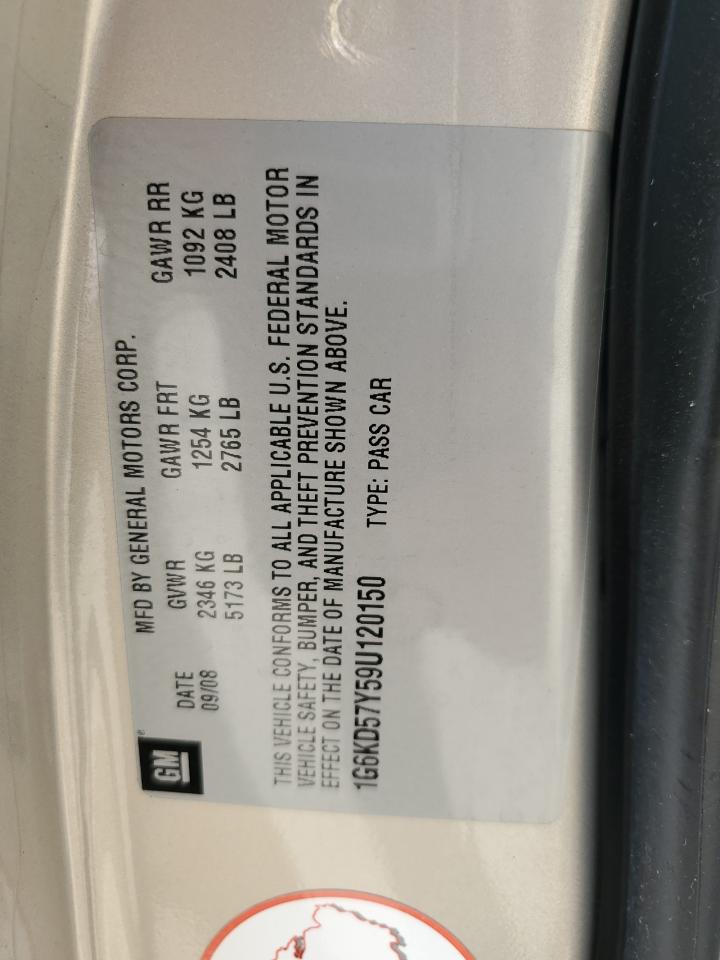 GM
MFD BY GENERAL MOTORS CORP.
DATE GVWR GAWR FRT GAWR RR
09/08 2346 KG 1254 KG 1092 KG
5173 LB 2765 LB 2408 LB
THIS VEHICLE CONFORMS TO ALL APPLICABLE U.S. FEDERAL MOTOR
VEHICLE SAFETY, BUMPER, AND THEFT PREVENTION STANDARDS IN
EFFECT ON THE DATE OF MANUFACTURE SHOWN ABOVE.
1G6KD57Y59U120150 TYPE: PASS CAR